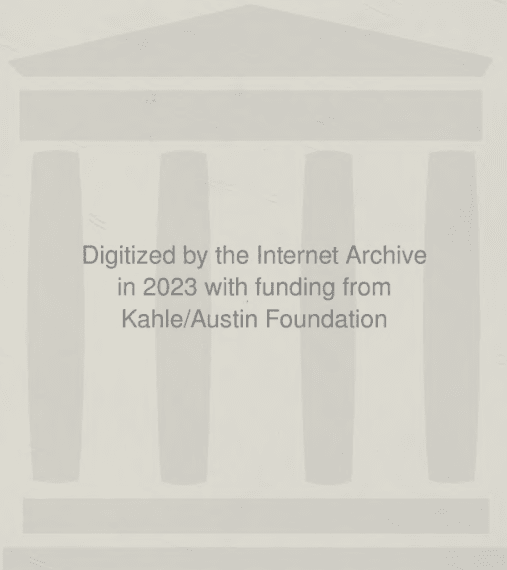 Digitized by the Internet Archive
in 2023 with funding from
Kahle/Austin Foundation